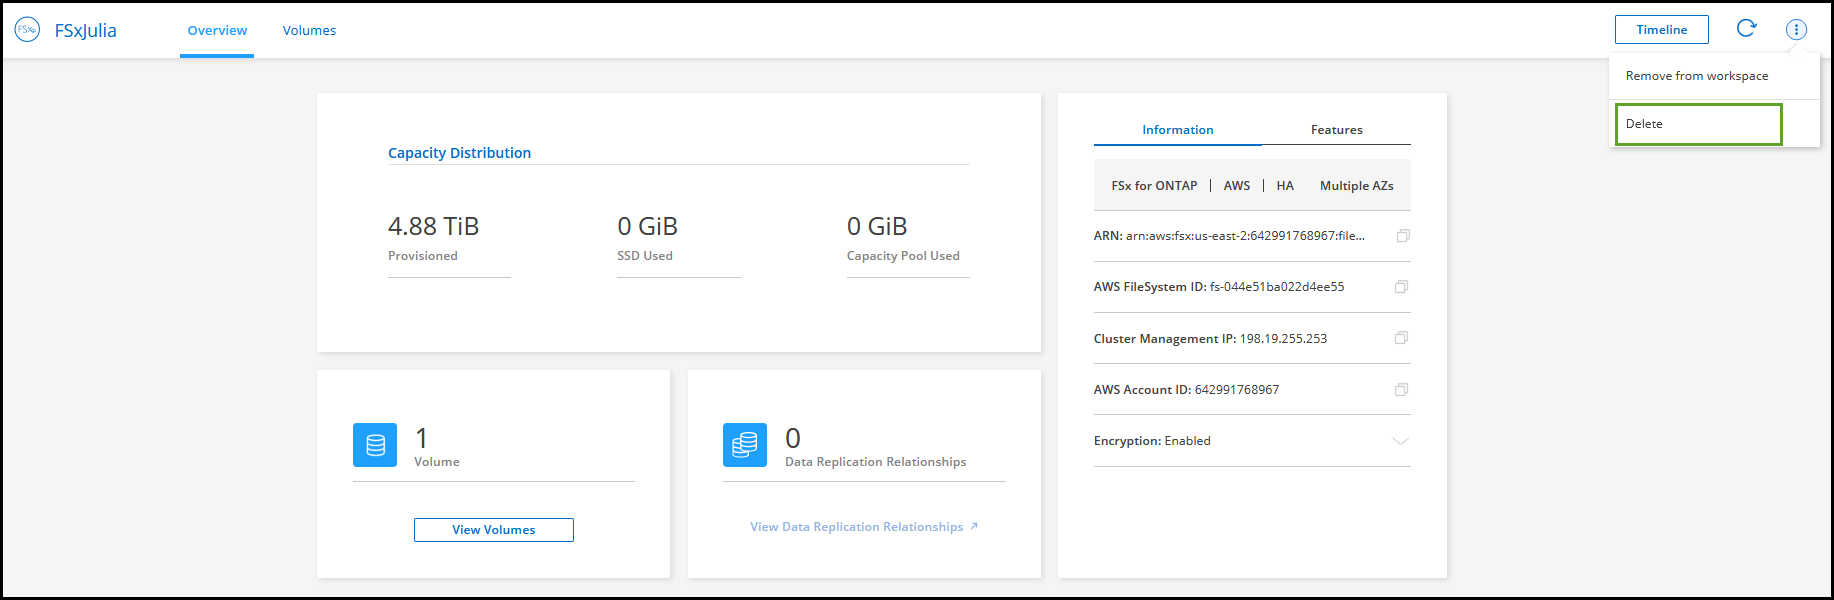 FSx
FSxJulia
Overview
Volumes
Timeline
Remove from workspace
Delete
Capacity Distribution
4.88 TiB
Provisioned
0 GiB
SSD Used
0 GiB
Capacity Pool Used
1
Volume
View Volumes
0
Data Replication Relationships
View Data Replication Relationships
Information
Features
FSx for ONTAP | AWS | HA Multiple AZs
ARN: arn:aws:fsx:us-east-2:642991768967:file...
AWS FileSystem ID: fs-044e51ba022d4ee55
Cluster Management IP: 198.19.255.253
AWS Account ID: 642991768967
Encryption: Enabled